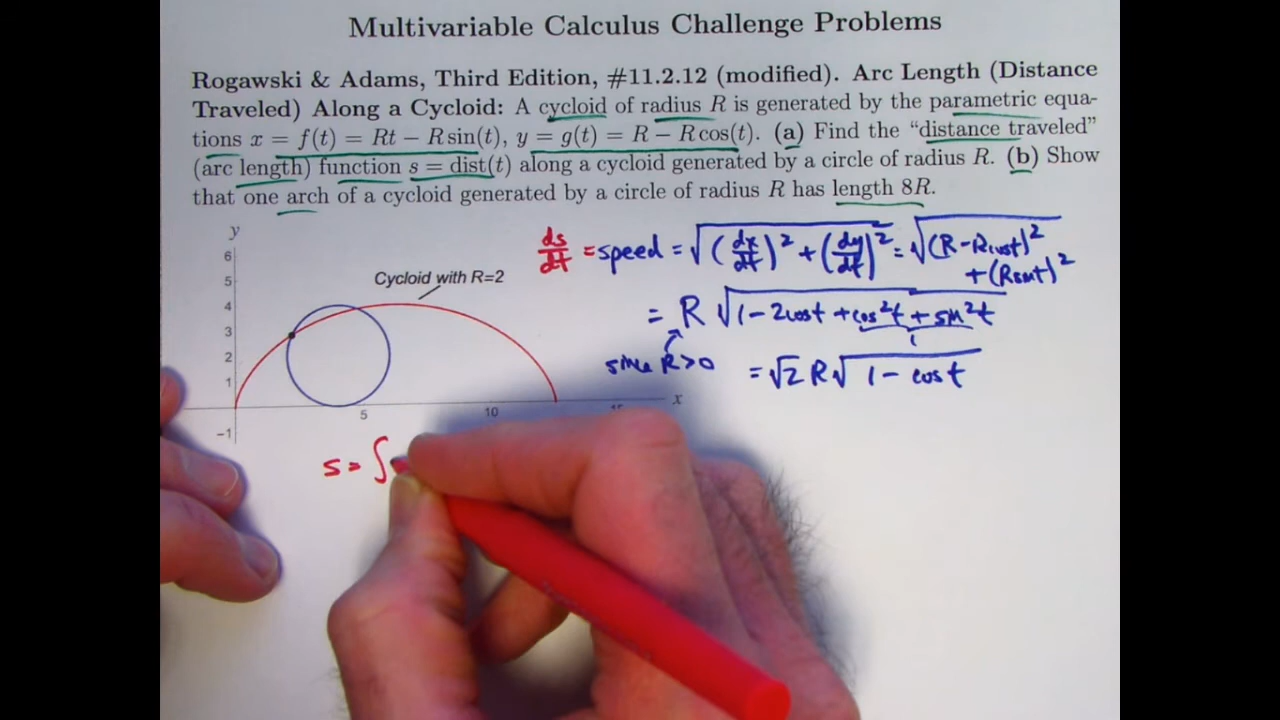 Multivariable Calculus Challenge Problems
Rogawski & Adams, Third Edition, #11.2.12 (modified). Arc Length (Distance
Traveled) Along a Cycloid: A cycloid of radius R is generated by the parametric equa-
tions x = f(t) = Rt − R sin(t), y = g(t) = R − R cos(t). (a) Find the “distance traveled”
(arc length) function s = dist(t) along a cycloid generated by a circle of radius R. (b) Show
that one arch of a cycloid generated by a circle of radius R has length 8R.
y
6
5
4
3
2
1
-1
5
10
x
Cycloid with R=2
ds/dt = speed = √((dx/dt)² + (dy/dt)²) = √((R − R cos t)²
+ (R sin t)²
= R √(1 − 2cos t + cos²t + sin²t
1
since R>0
= √2 R √(1 − cos t
s = ∫